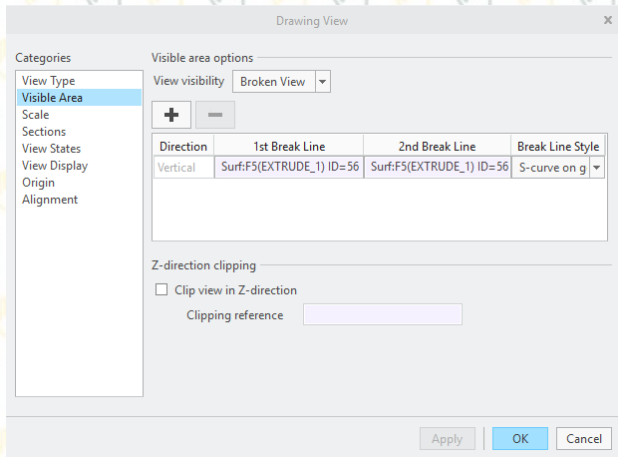 Drawing View
x
Categories
View Type
Visible Area
Scale
Sections
View States
View Display
Origin
Alignment
Visible area options
View visibility Broken View
Direction 1st Break Line 2nd Break Line Break Line Style
Vertical Surf:F5(EXTRUDE_1) ID=56 Surf:F5(EXTRUDE_1) ID=56 S-curve on g
Z-direction clipping
Clip view in Z-direction
Clipping reference
Apply OK Cancel